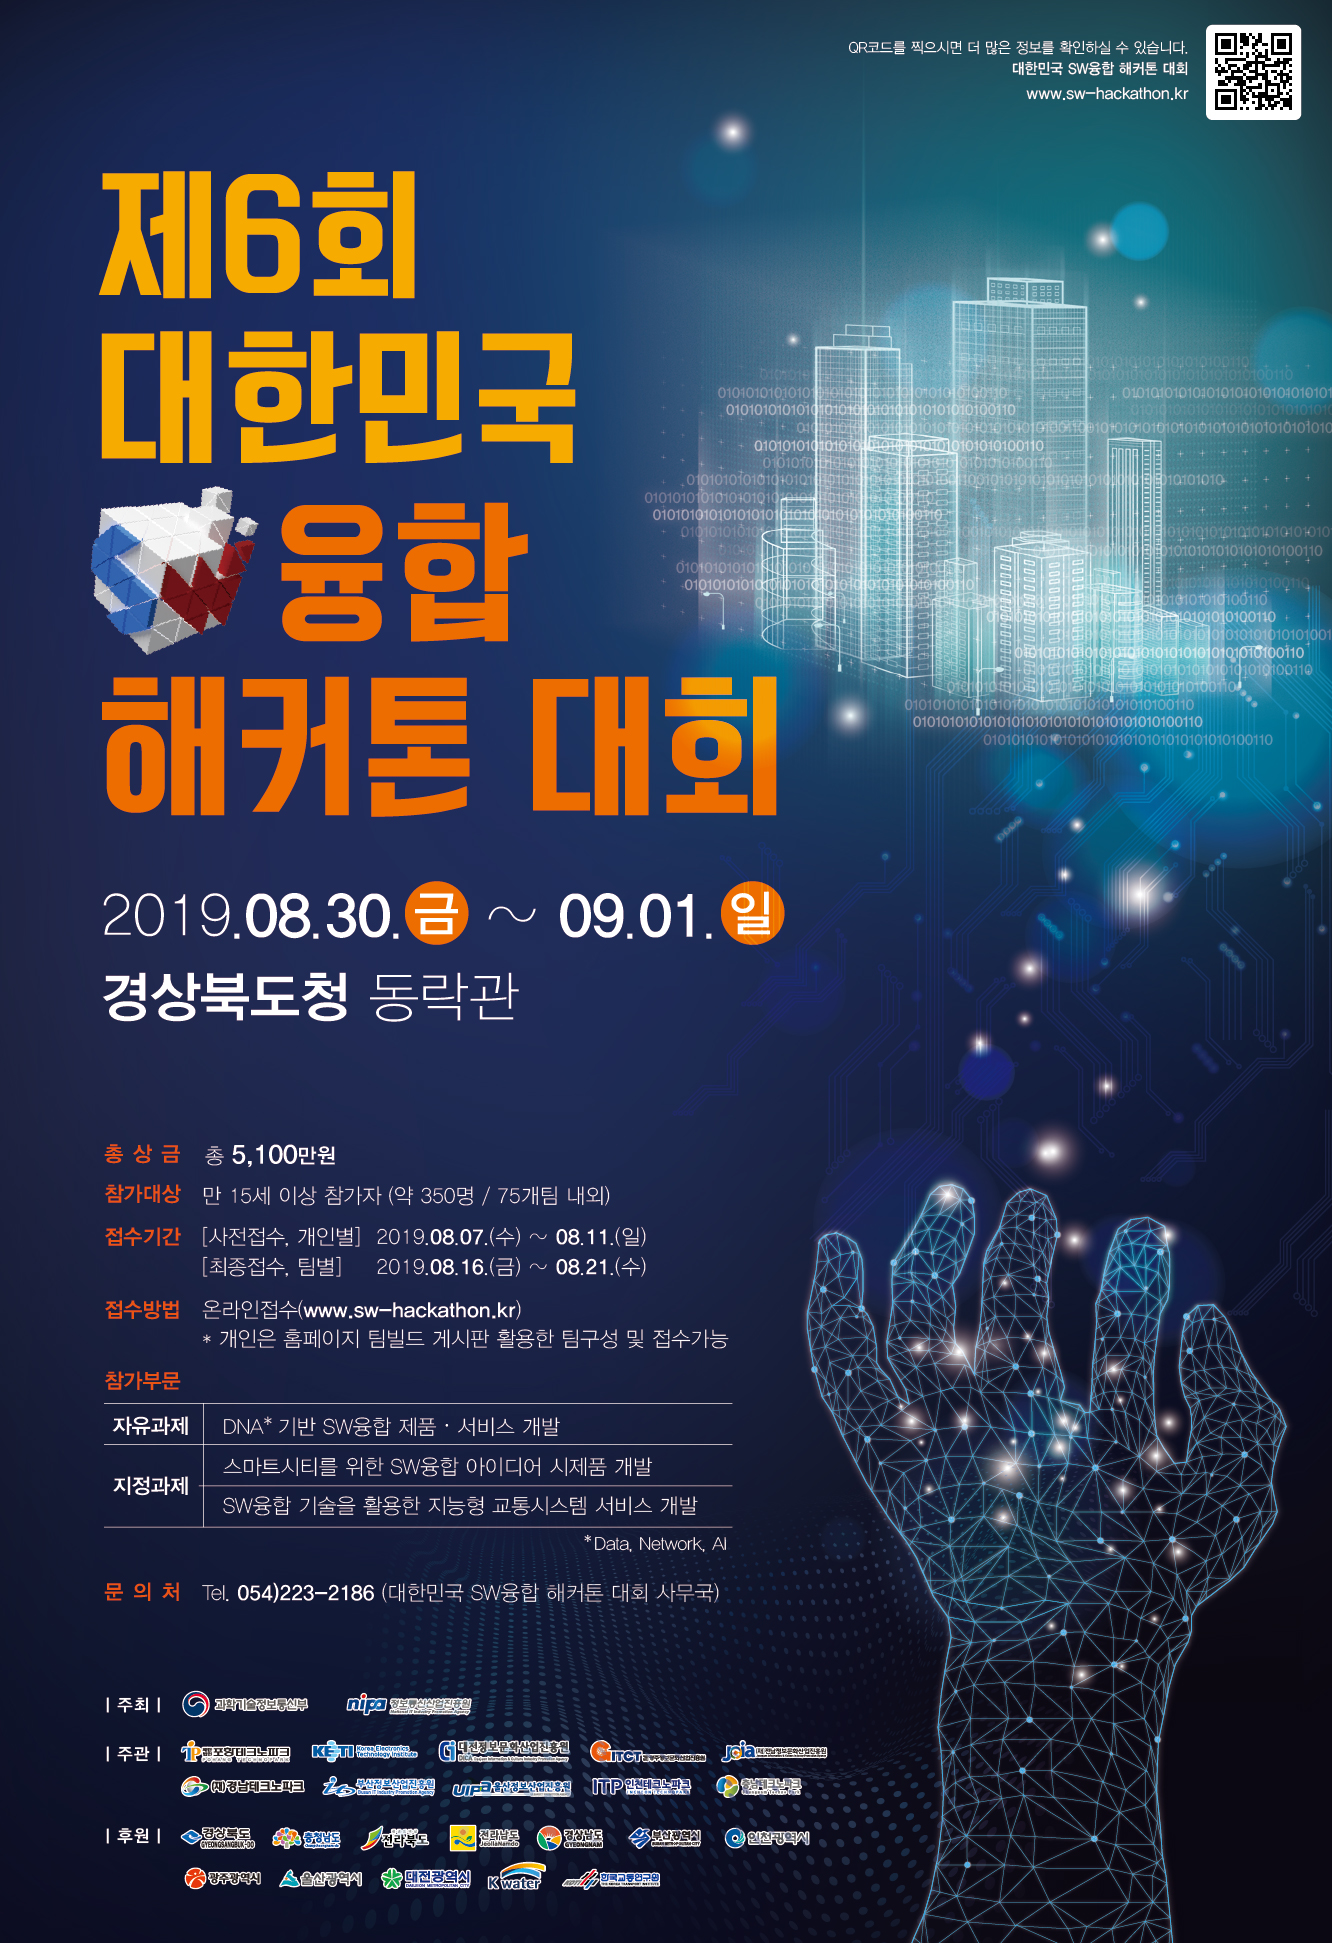 QR코드를 찍으시면 더 많은 정보를 확인하실 수 있습니다.
대한민국 SW융합 해커톤 대회
www.sw-hackathon.kr
제6회
대한민국
SW 융합
해커톤 대회
2019.08.30.금 ~ 09.01.일
경상북도청 동락관
총 상 금 총 5,100만원
참가대상 만 15세 이상 참가자 (약 350명 / 75개팀 내외)
접수기간 [사전접수, 개인별] 2019.08.07.(수) ~ 08.11.(일)
[최종접수, 팀별] 2019.08.16.(금) ~ 08.21.(수)
접수방법 온라인접수(www.sw-hackathon.kr)
* 개인은 홈페이지 팀빌드 게시판 활용한 팀구성 및 접수가능
참가부문
자유과제 DNA* 기반 SW융합 제품 · 서비스 개발
지정과제 스마트시티를 위한 SW융합 아이디어 시제품 개발
SW융합 기술을 활용한 지능형 교통시스템 서비스 개발
*Data, Network, AI
문 의 처 Tel. 054)223-2186 (대한민국 SW융합 해커톤 대회 사무국)
| 주최 | 과학기술정보통신부 nipa 정보통신산업진흥원
| 주관 | 포항테크노파크 KETI Korea Electronics Technology Institute 대전정보문화산업진흥원 GITCT jcia
(재)경남테크노파크 부산정보산업진흥원 UIPA 울산정보산업진흥원 ITP 인천테크노파크 충남테크노파크
| 후원 | 경상북도 GYEONGSANGBUK-DO 충청남도 전라북도 전라남도 JeollaNamdo 경상남도 GYEONGNAM 부산광역시 인천광역시
광주광역시 울산광역시 대전광역시 DAEJEON METROPOLITAN CITY K water 한국교통연구원